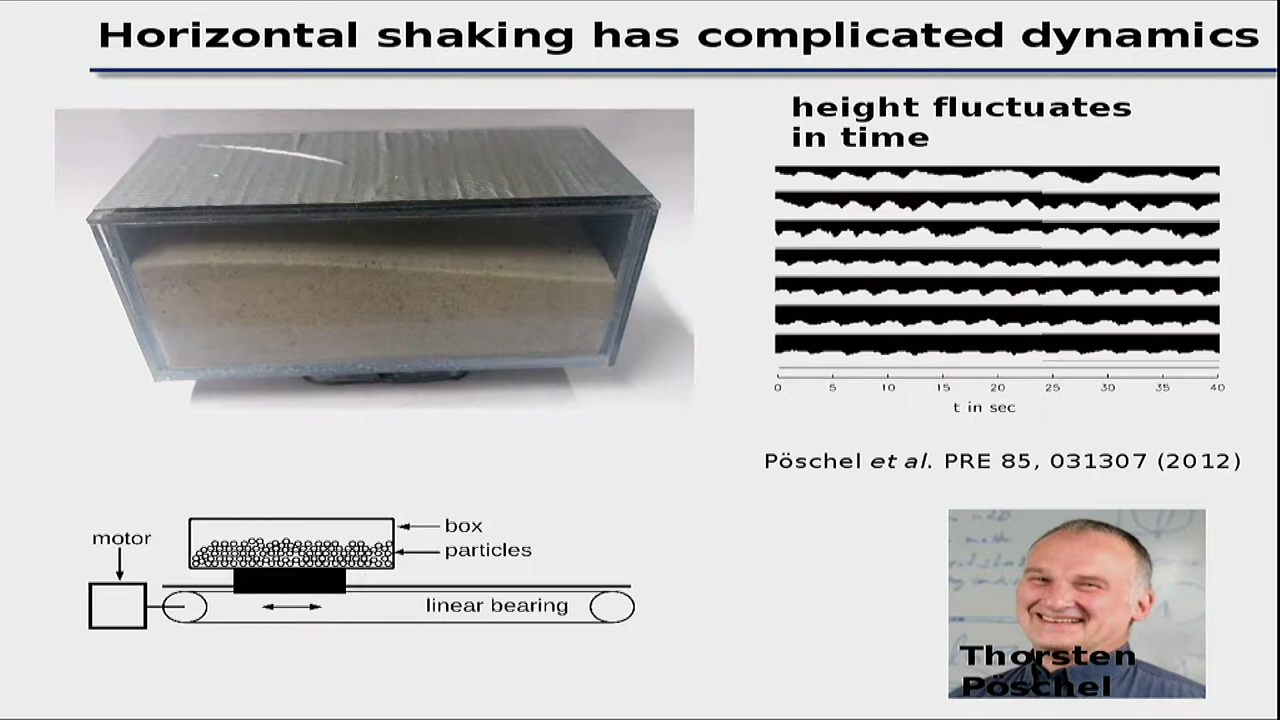 Horizontal shaking has complicated dynamics
height fluctuates
in time
0 5 10 15 20 25 30 35 40
t in sec
Pöschel et al. PRE 85, 031307 (2012)
motor
box
particles
linear bearing
Thorsten
Pöschel